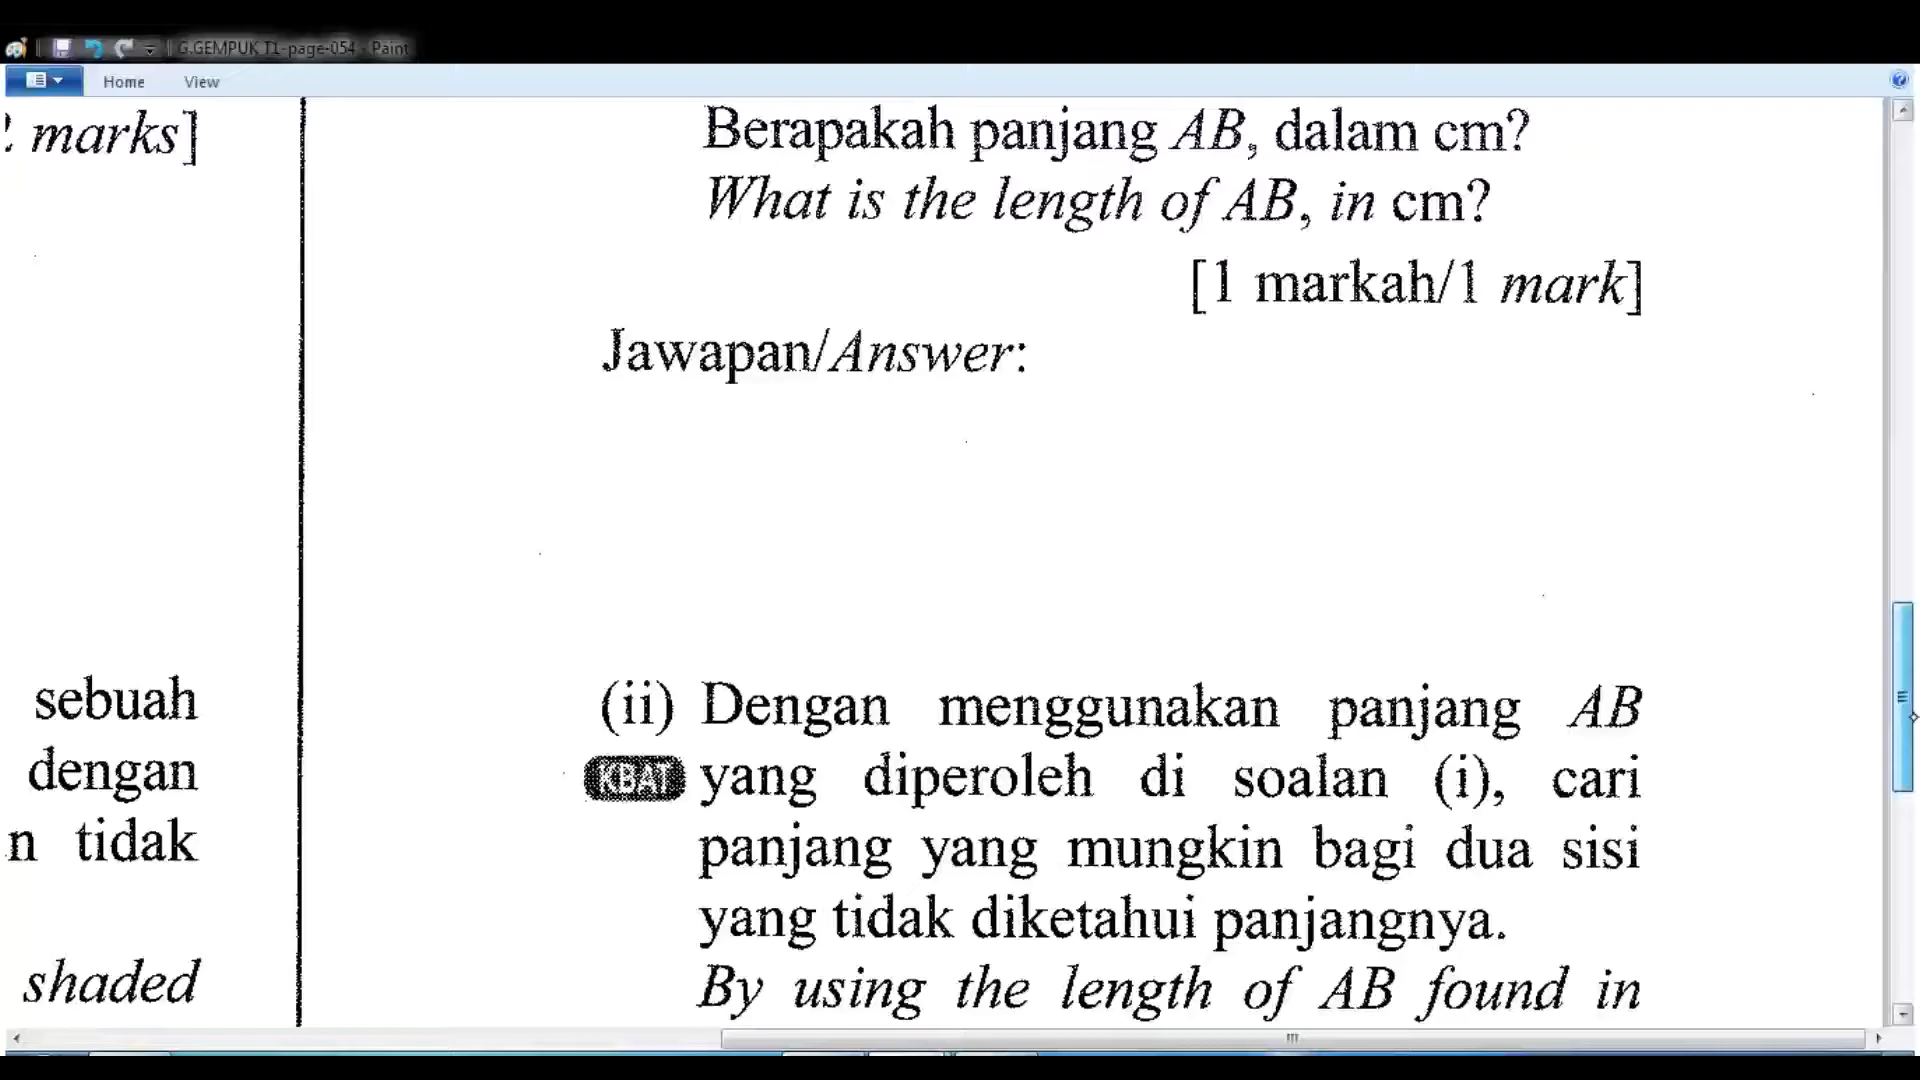 G.GEMPUK T1-page-054 - Paint
Home View
marks]
sebuah
dengan
n tidak
shaded
Berapakah panjang AB, dalam cm?
What is the length of AB, in cm?
[1 markah/1 mark]
Jawapan/Answer:
(ii) Dengan menggunakan panjang AB
KBAT yang diperoleh di soalan (i), cari
panjang yang mungkin bagi dua sisi
yang tidak diketahui panjangnya.
By using the length of AB found in